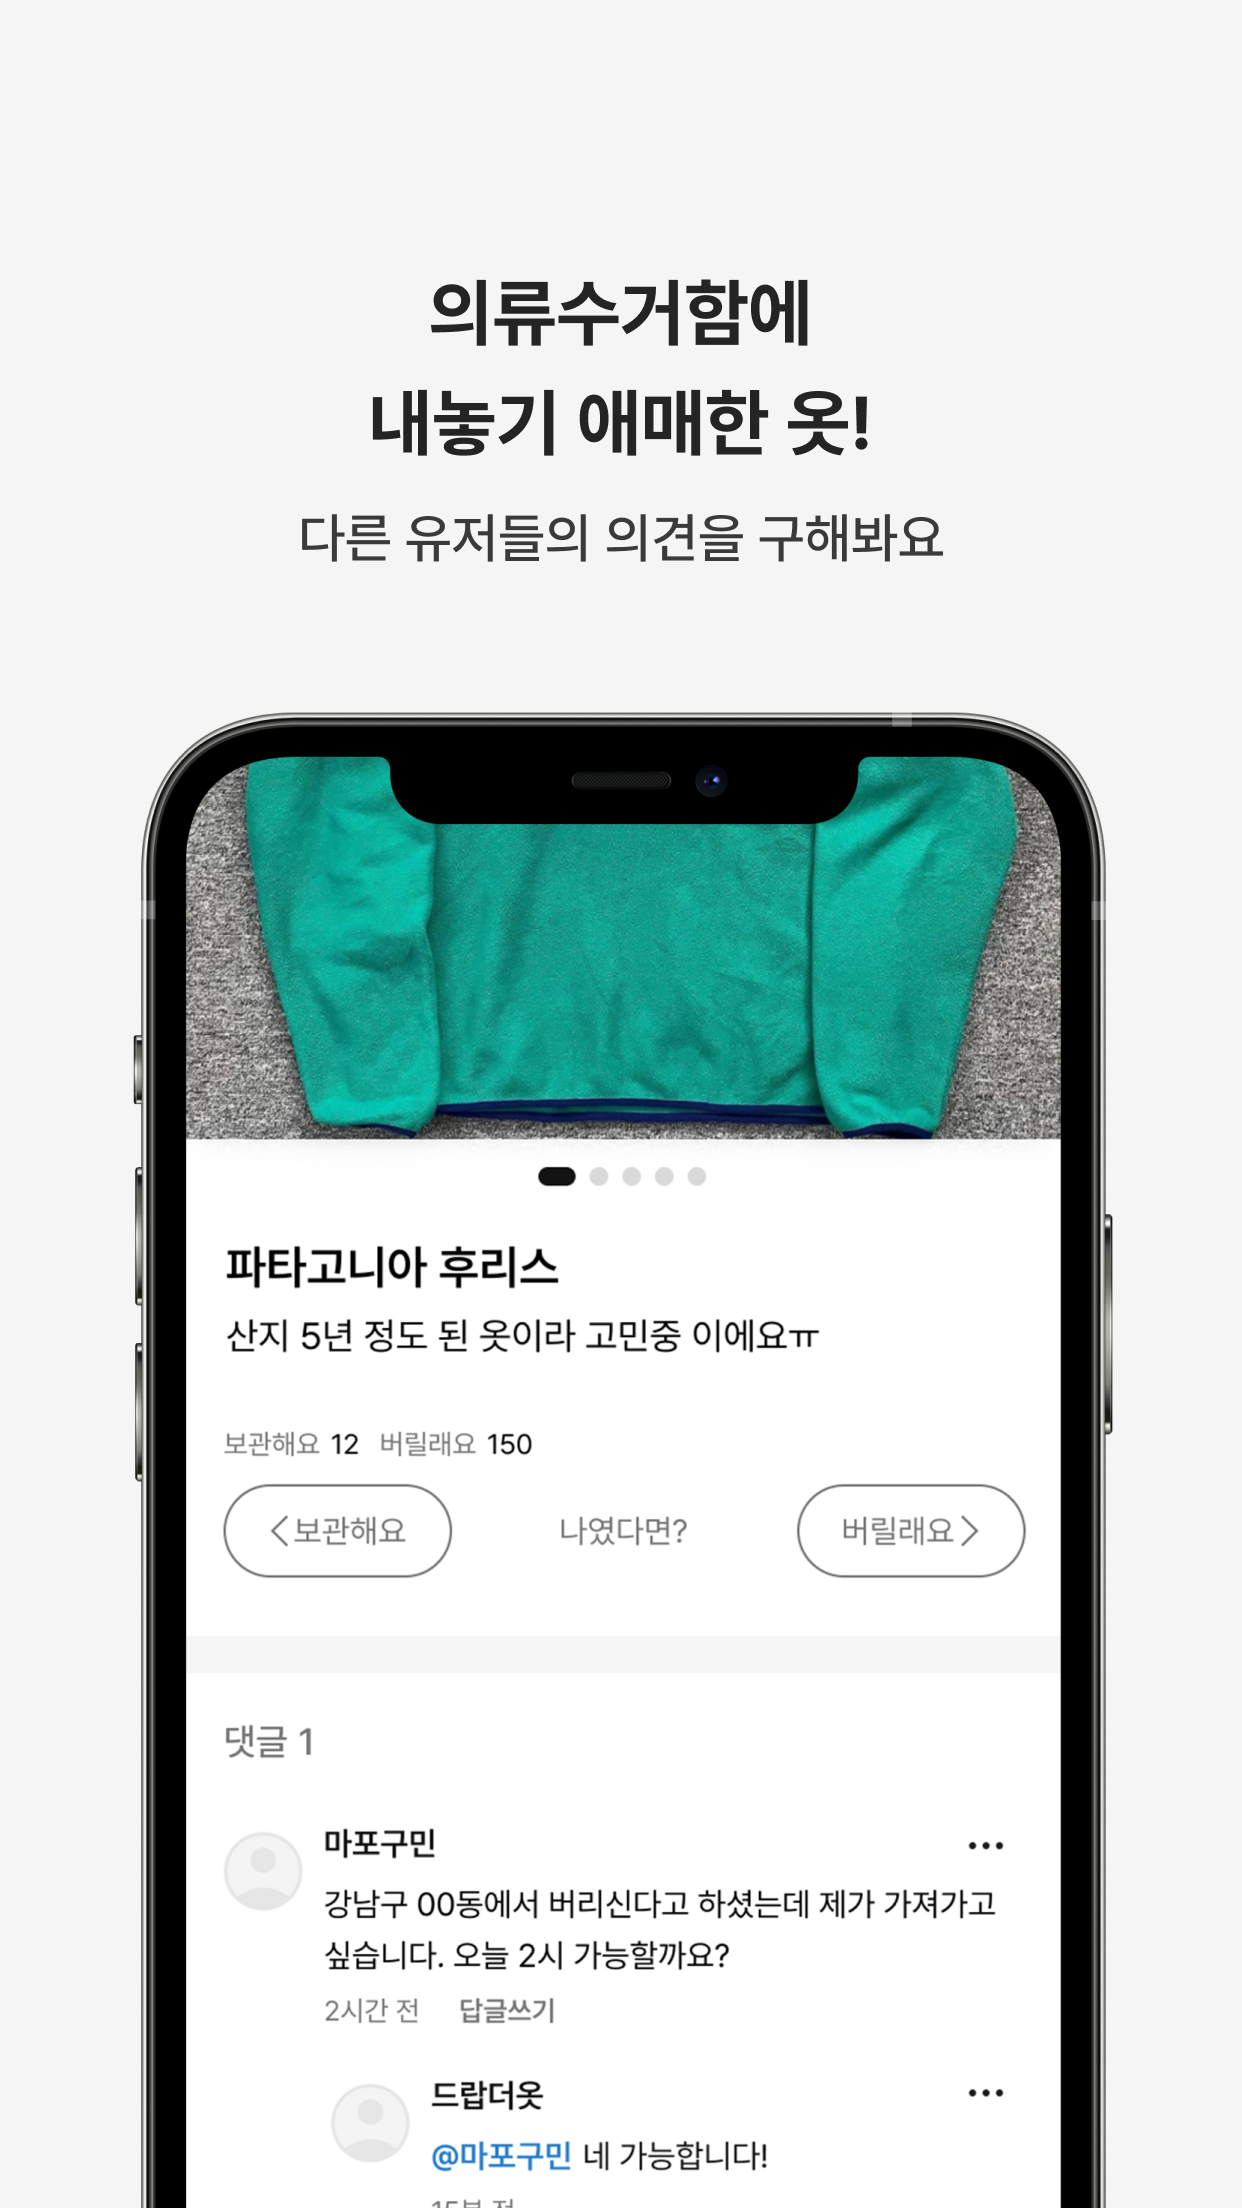 의류수거함에
내놓기 애매한 옷!
다른 유저들의 의견을 구해봐요
파타고니아 후리스
산지 5년 정도 된 옷이라 고민중 이에요ㅠ
보관해요 12 버릴래요 150
보관해요 나였다면? 버릴래요
댓글 1
마포구민
강남구 00동에서 버리신다고 하셨는데 제가 가져가고
싶습니다. 오늘 2시 가능할까요?
2시간 전 답글쓰기
드랍더옷
@마포구민 네 가능합니다!